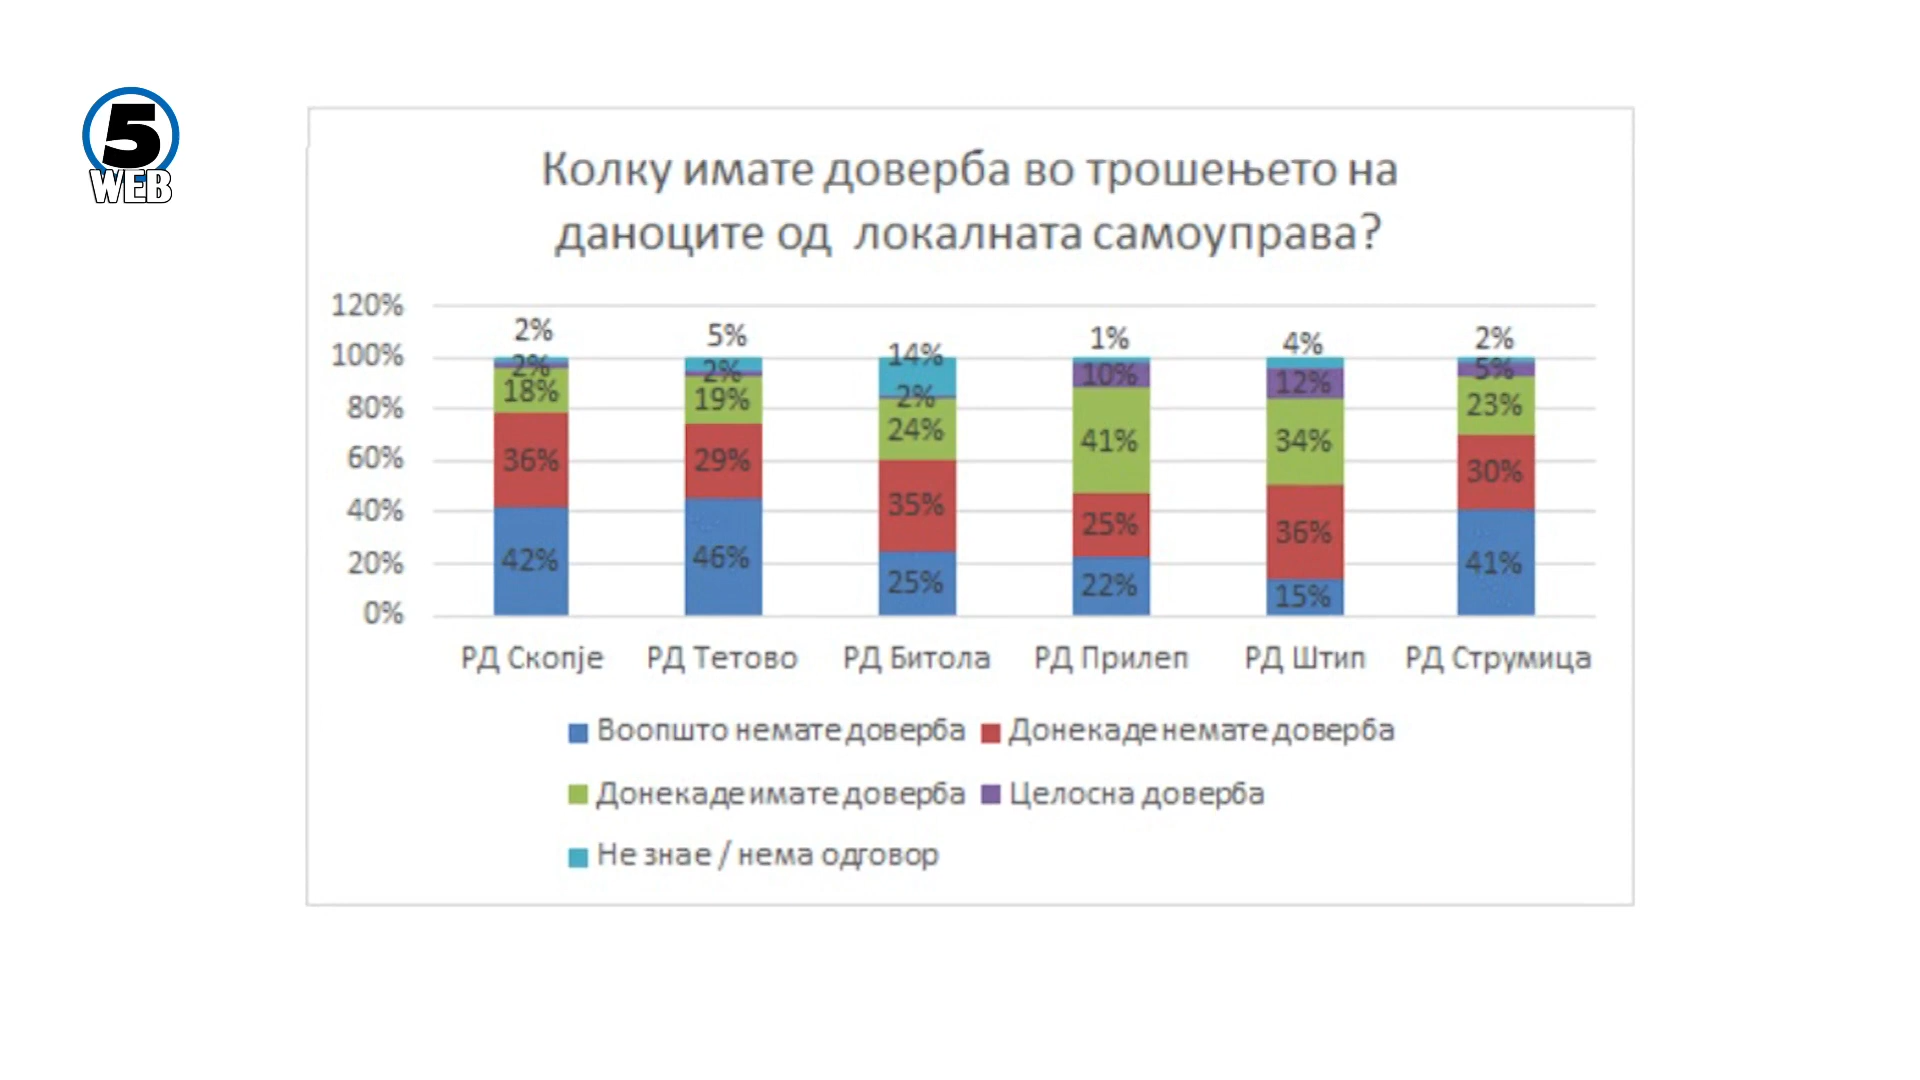 5
WEB
Колку имате доверба во трошењето на
даноците од локалната самоуправа?
120%
100%
80%
60%
40%
20%
0%
2% 5% 14% 1% 4% 2%
2% 2% 2% 10% 12% 5%
18% 19% 24% 41% 34% 23%
36% 29% 35% 25% 36% 30%
42% 46% 25% 22% 15% 41%
РД Скопје РД Тетово РД Битола РД Прилеп РД Штип РД Струмица
Воопшто немате доверба Донекаде немате доверба
Донекаде имате доверба Целосна доверба
Не знае / нема одговор